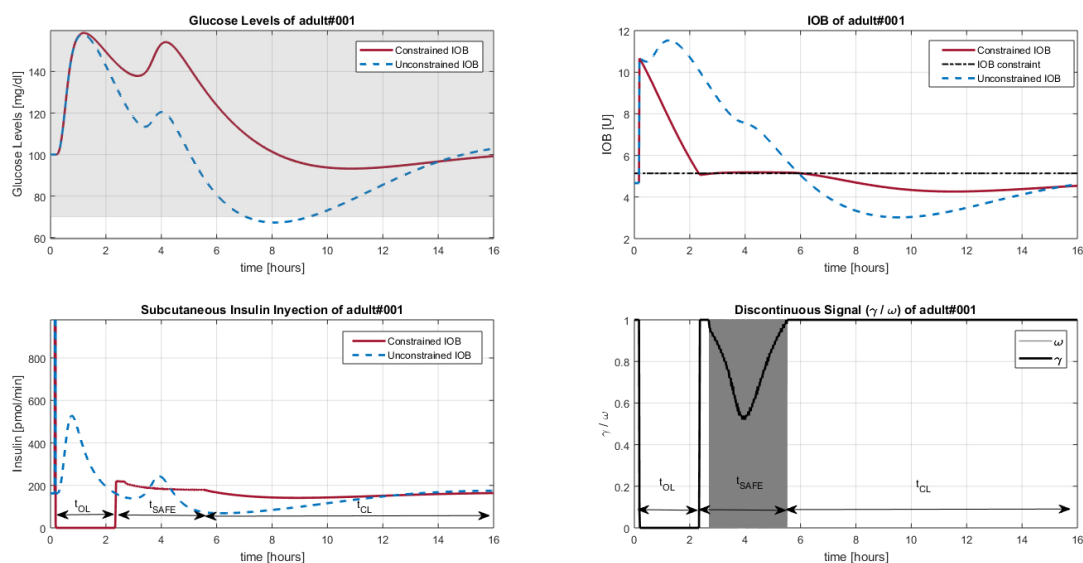 Glucose Levels of adult#001
Glucose Levels [mg/dl]
140
120
100
80
60
Constrained IOB
Unconstrained IOB
0 2 4 6 8 10 12 14 16
time [hours]
IOB of adult#001
IOB [U]
12
10
8
6
4
2
Constrained IOB
IOB constraint
Unconstrained IOB
0 2 4 6 8 10 12 14 16
time [hours]
Subcutaneous Insulin Inyection of adult#001
Insulin [pmol/min]
800
600
400
200
0
Constrained IOB
Unconstrained IOB
tOL
tSAFE
tCL
0 2 4 6 8 10 12 14 16
time [hours]
Discontinuous Signal (γ / ω) of adult#001
γ / ω
1
0.8
0.6
0.4
0.2
0
ω
γ
tOL
tSAFE
tCL
0 2 4 6 8 10 12 14 16
time [hours]